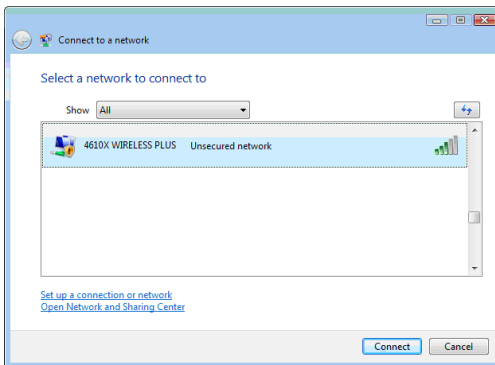 Connect to a network
Select a network to connect to
Show All
4610X WIRELESS PLUS Unsecured network
Set up a connection or network
Open Network and Sharing Center
Connect Cancel